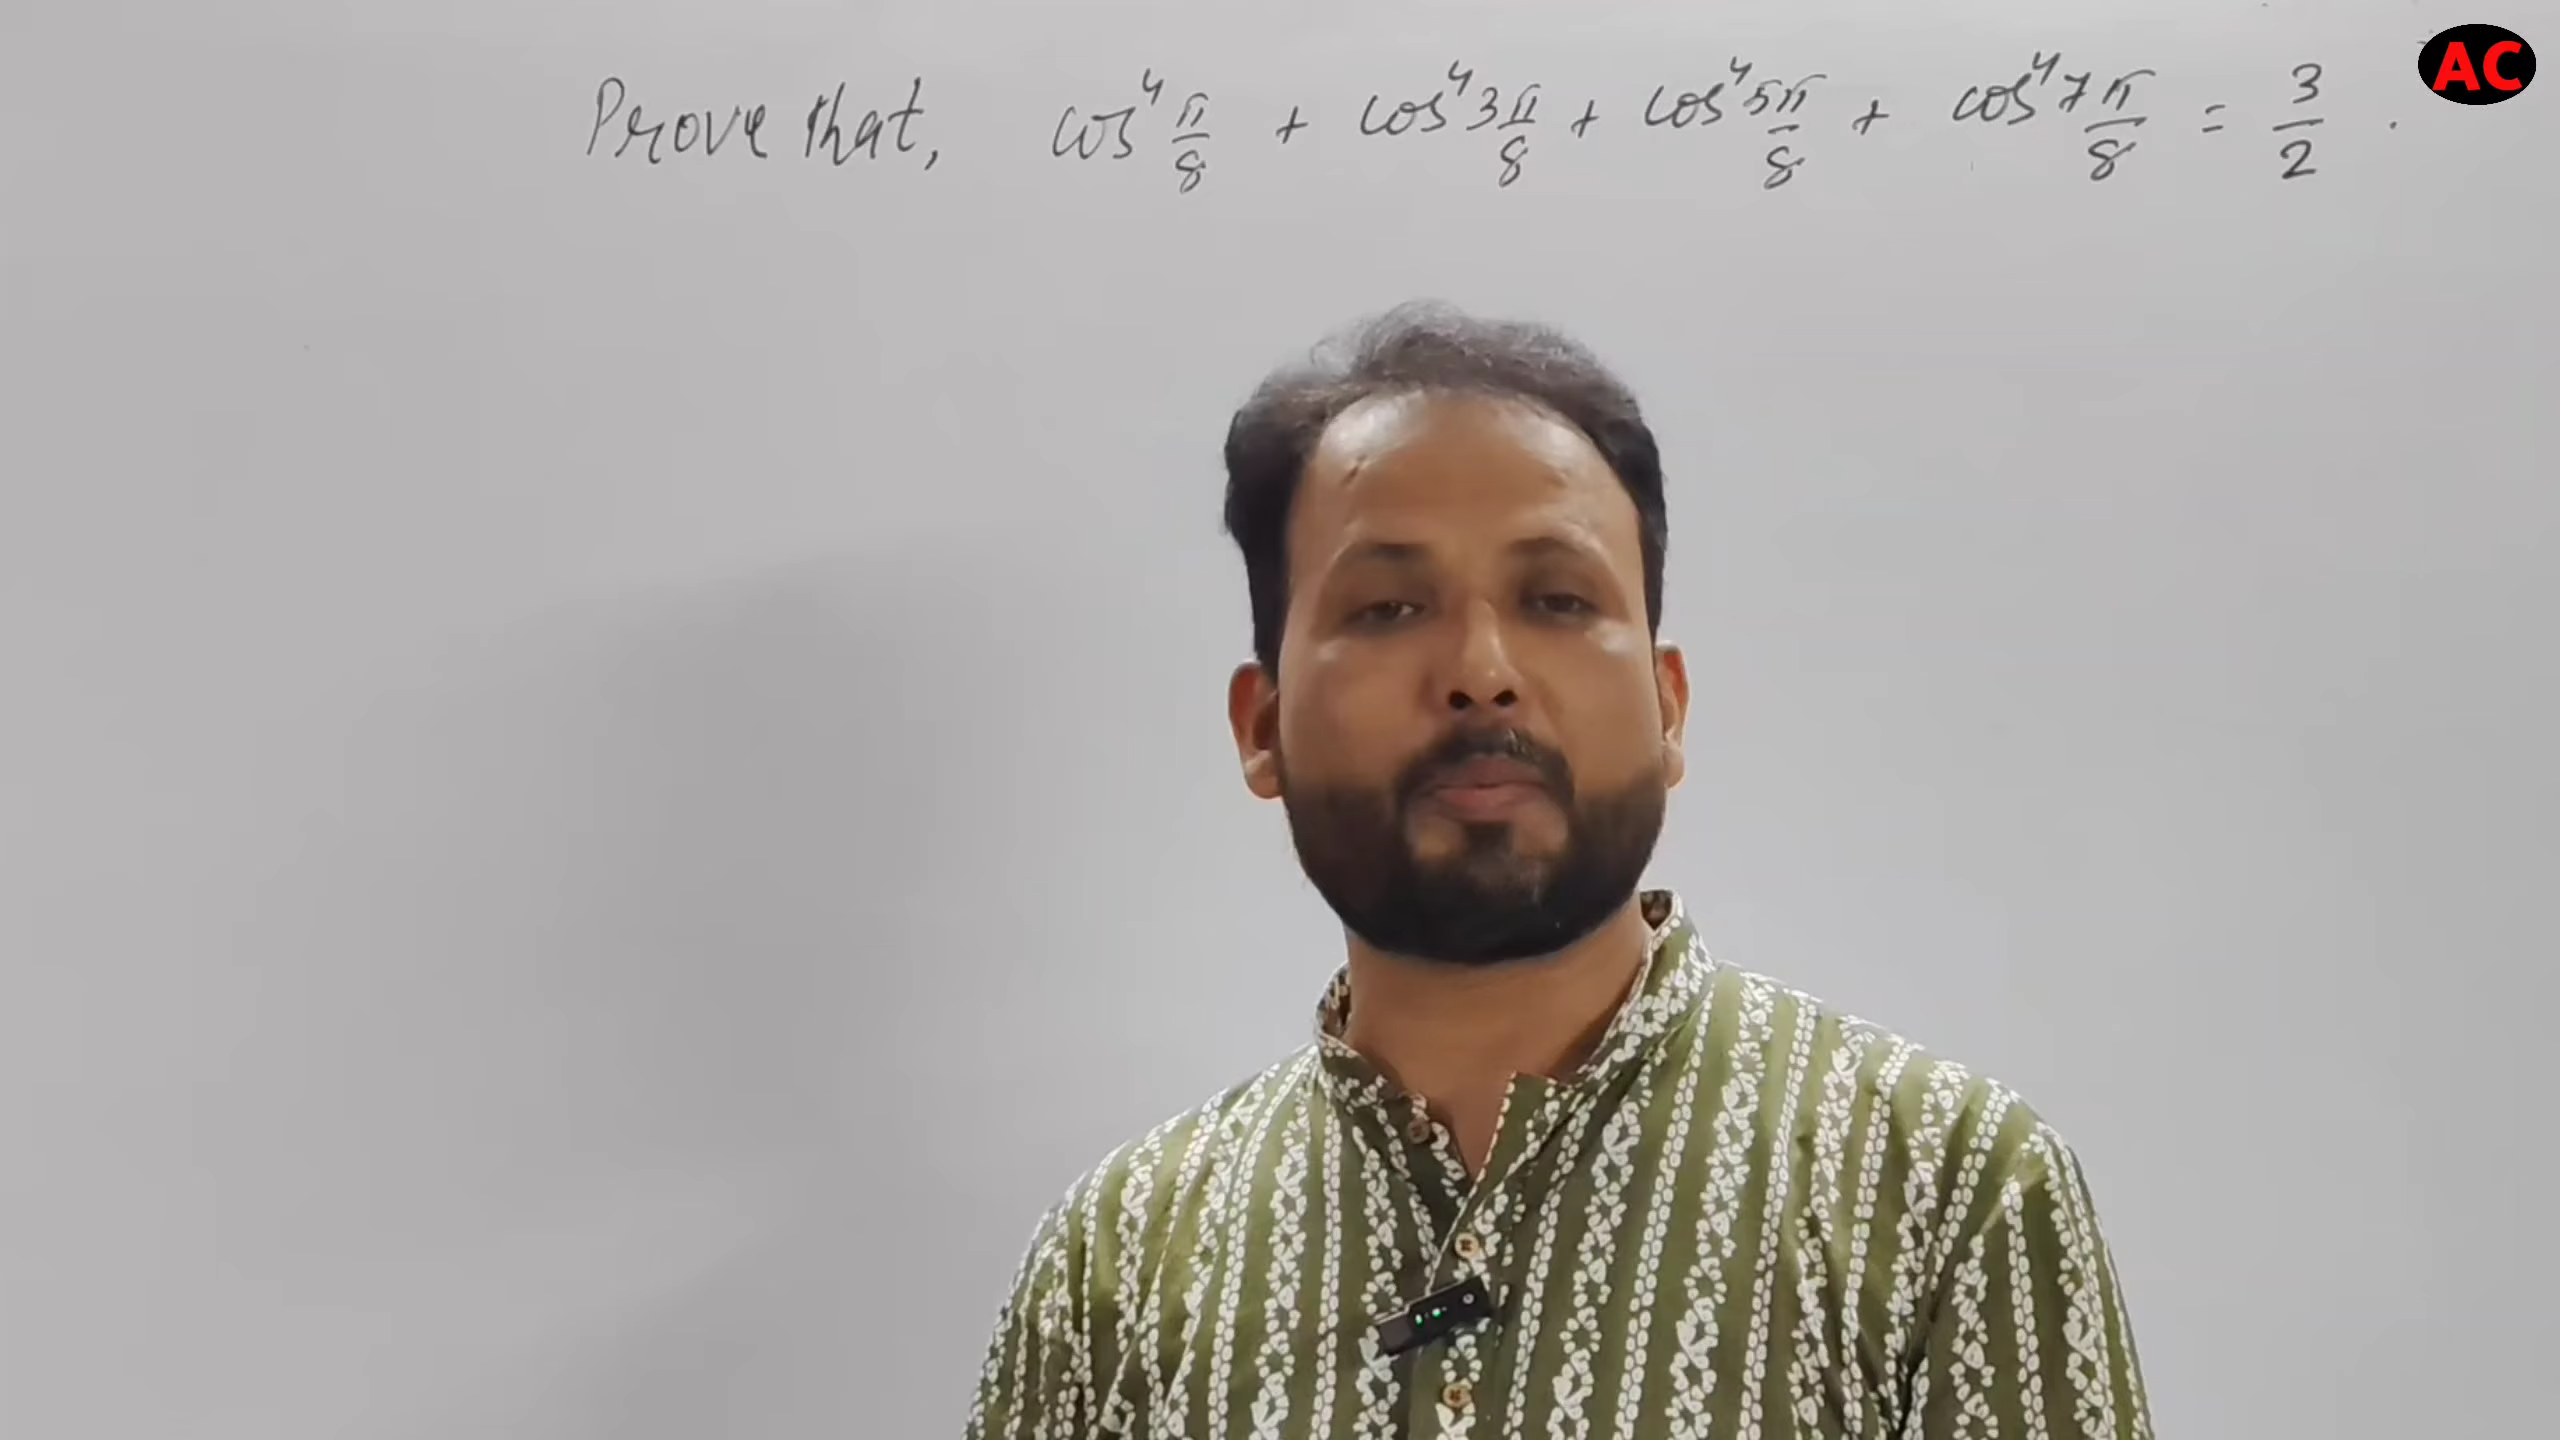 Prove that, cos⁴ π/8 + cos⁴ 3π/8 + cos⁴ 5π/8 + cos⁴ 7π/8 = 3/2 .
AC